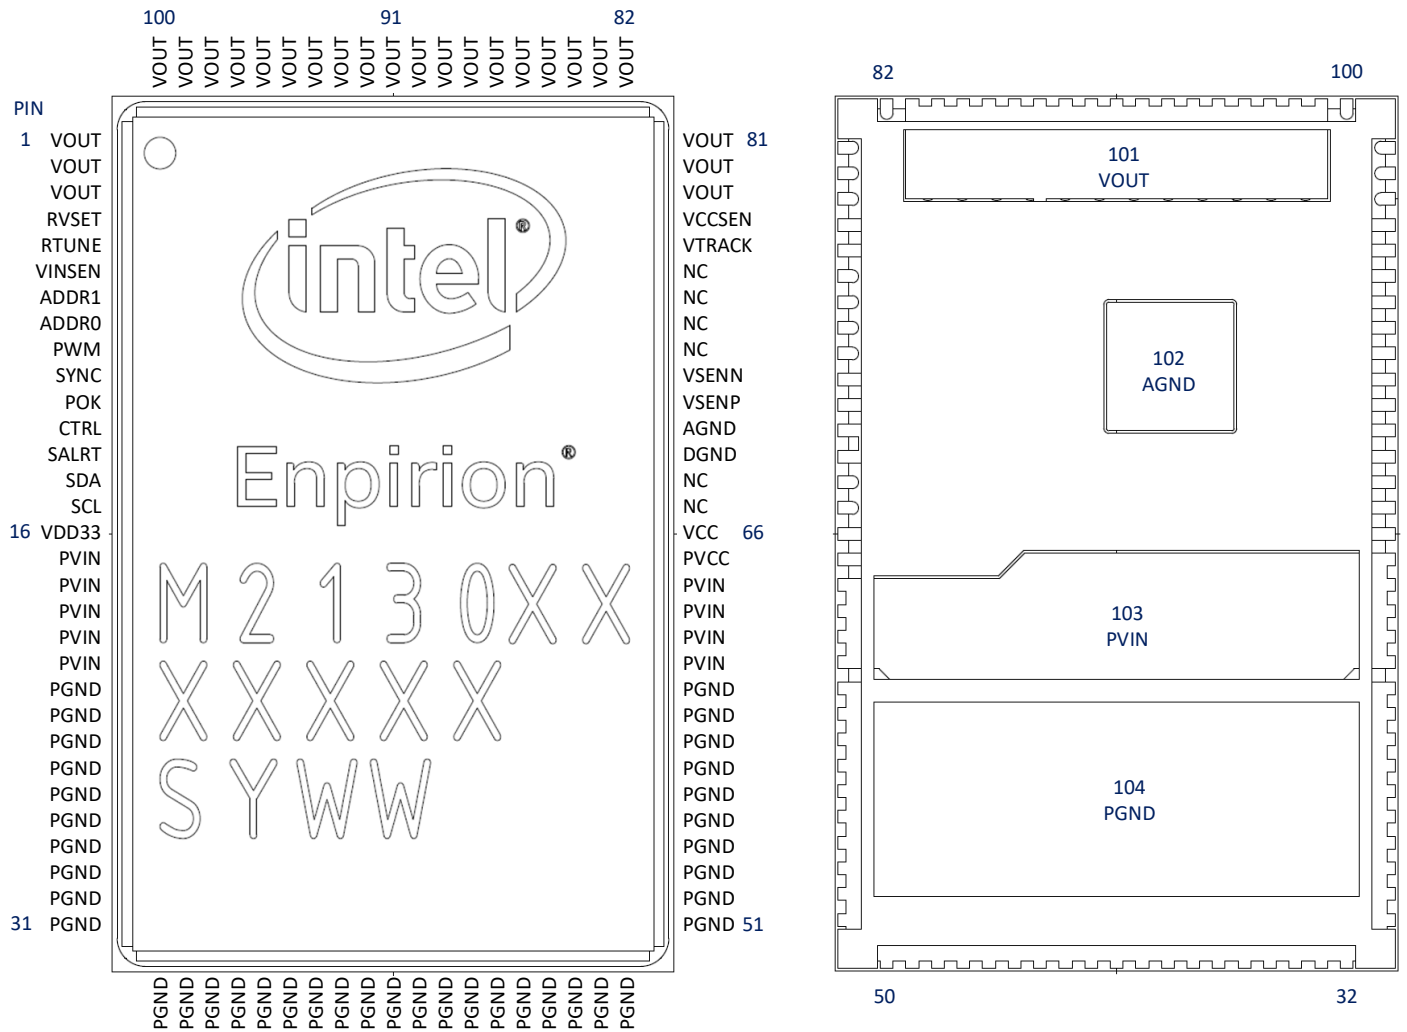 100 91 82
VOUT VOUT VOUT VOUT VOUT VOUT VOUT VOUT VOUT VOUT VOUT VOUT VOUT VOUT VOUT VOUT VOUT VOUT VOUT
PIN
1 VOUT
VOUT
VOUT
RVSET
RTUNE
VINSEN
ADDR1
ADDR0
PWM
SYNC
POK
CTRL
SALRT
SDA
SCL
16 VDD33
PVIN
PVIN
PVIN
PVIN
PVIN
PGND
PGND
PGND
PGND
PGND
PGND
PGND
PGND
PGND
31 PGND
intel®
Enpirion®
M2130XX
XXXXX
SYWW
VOUT 81
VOUT
VOUT
VCCSEN
VTRACK
NC
NC
NC
NC
VSENN
VSENP
AGND
DGND
NC
NC
VCC 66
PVCC
PVIN
PVIN
PVIN
PVIN
PGND
PGND
PGND
PGND
PGND
PGND
PGND
PGND
PGND
PGND 51
PGND PGND PGND PGND PGND PGND PGND PGND PGND PGND PGND PGND PGND PGND PGND PGND PGND PGND PGND
82 100
101
VOUT
102
AGND
103
PVIN
104
PGND
50 32